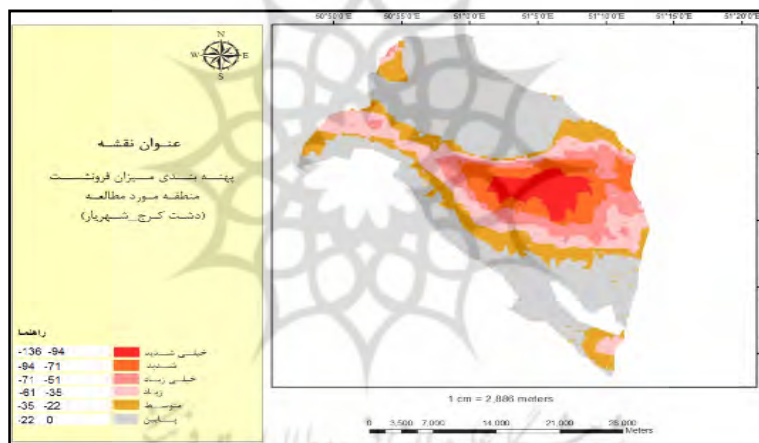 50°50'0"E 50°55'0"E 51°0'0"E 51°5'0"E 51°10'0"E 51°15'0"E 51°20'0"E
N
W E
S
عنوان نقشه
پهنه بندی میزان فرونشست
منطقه مورد مطالعه
(دشت کرج_شهریار)
راهنما
-136 -94 خیلی شدید
-94 -71 شدید
-71 -51 خیلی زیاد
-61 -35 زیاد
-35 -22 متوسط
-22 0 پایین
1 cm = 2,886 meters
0 3,500 7,000 14,000 21,000 28,000
Meters